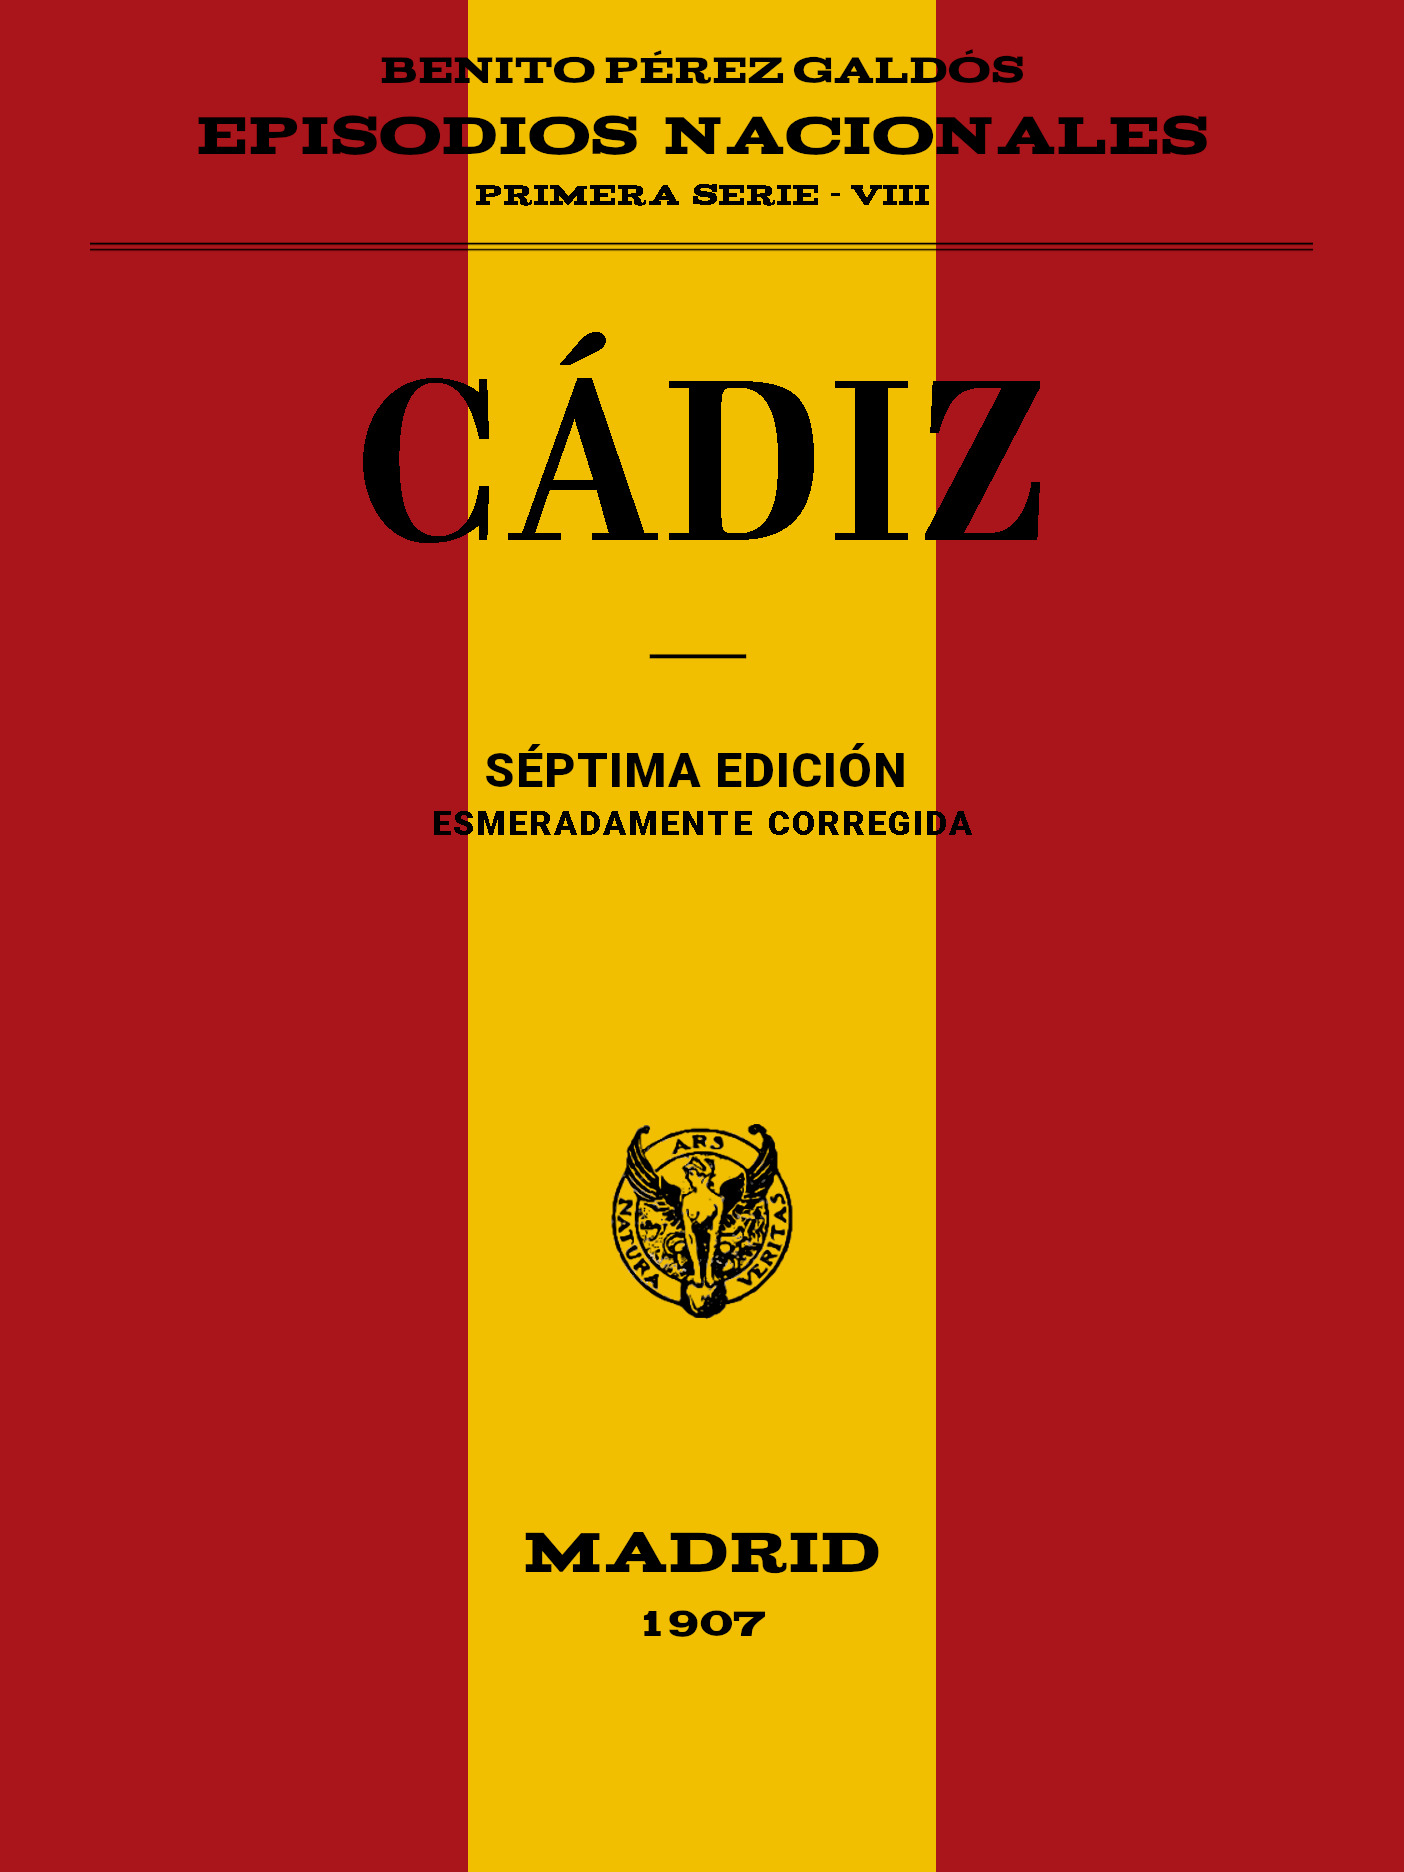 BENITO PÉREZ GALDÓS
EPISODIOS NACIONALES
PRIMERA SERIE - VIII
CÁDIZ
SÉPTIMA EDICIÓN
ESMERADAMENTE CORREGIDA
ARS
NATURA
VERITAS
MADRID
1907